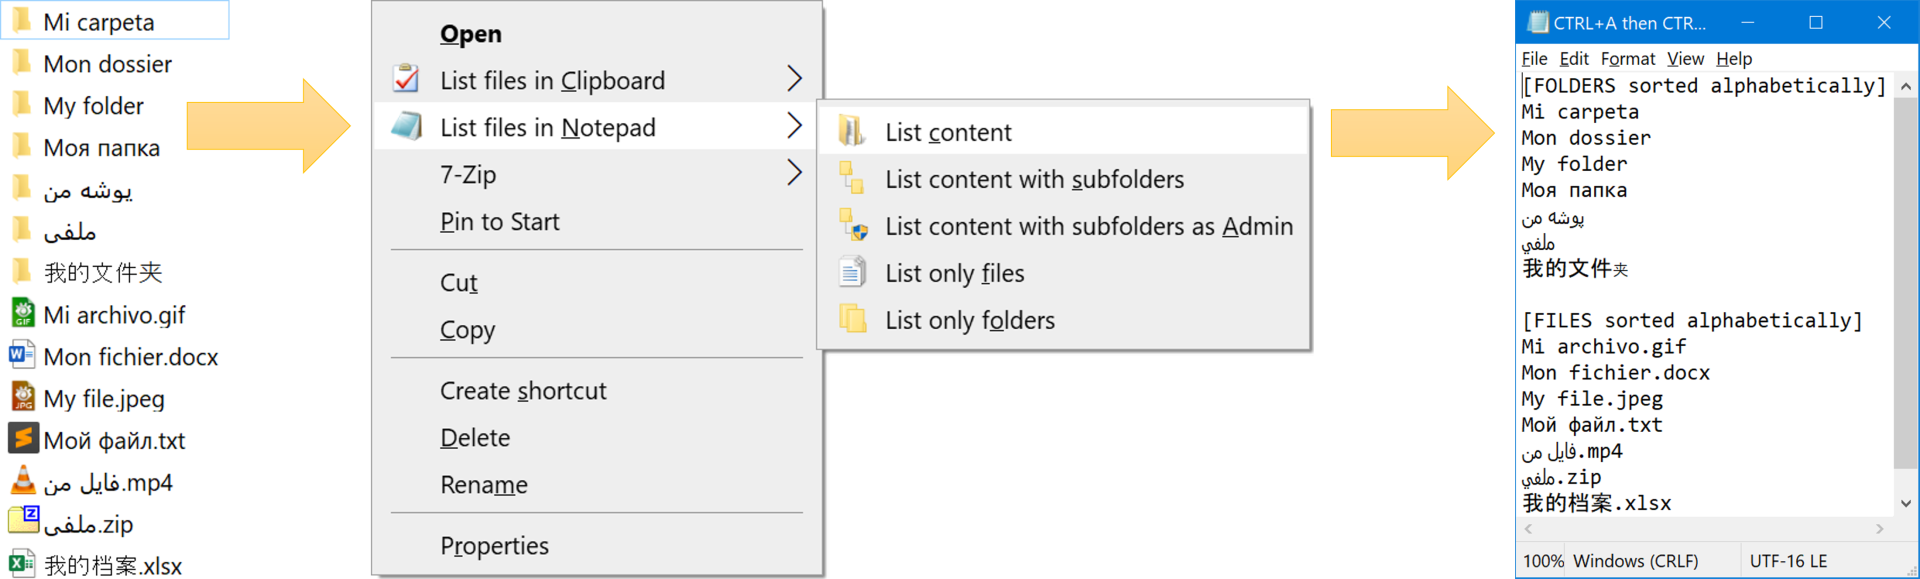 Mi carpeta
Mon dossier
My folder
Моя папка
پوشه من
ملفي
我的文件夹
Mi archivo.gif
Mon fichier.docx
My file.jpeg
Мой файл.txt
فایل من.mp4
ملفي.zip
我的档案.xlsx
Open
List files in Clipboard
List files in Notepad
7-Zip
Pin to Start
Cut
Copy
Create shortcut
Delete
Rename
Properties
List content
List content with subfolders
List content with subfolders as Admin
List only files
List only folders
CTRL+A then CTR...
File Edit Format View Help
[FOLDERS sorted alphabetically]
Mi carpeta
Mon dossier
My folder
Моя папка
پوشه من
ملفي
我的文件夹
[FILES sorted alphabetically]
Mi archivo.gif
Mon fichier.docx
My file.jpeg
Мой файл.txt
فایل من.mp4
ملفي.zip
我的档案.xlsx
100% Windows (CRLF) UTF-16 LE